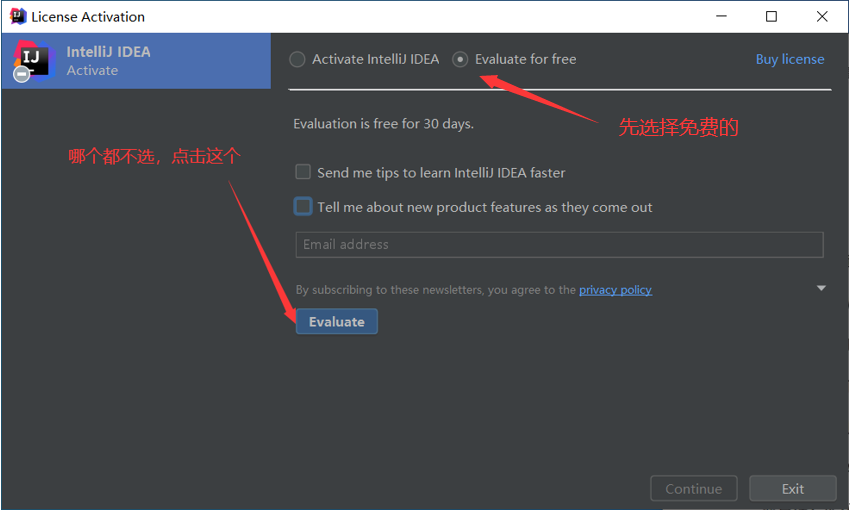 License Activation
IntelliJ IDEA
Activate
Activate IntelliJ IDEA
Evaluate for free
Buy license
Evaluation is free for 30 days.
先选择免费的
哪个都不选，点击这个
Send me tips to learn IntelliJ IDEA faster
Tell me about new product features as they come out
Email address
By subscribing to these newsletters, you agree to the privacy policy
Evaluate
Continue
Exit